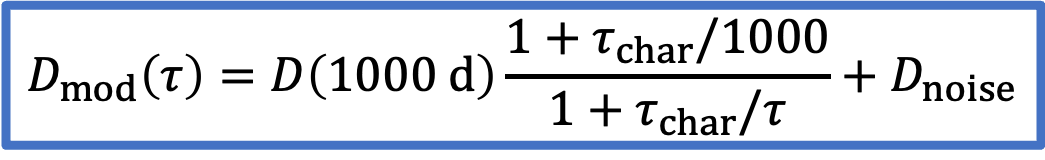 D_mod(τ) = D(1000 d) (1 + τ_char/1000)/(1 + τ_char/τ) + D_noise